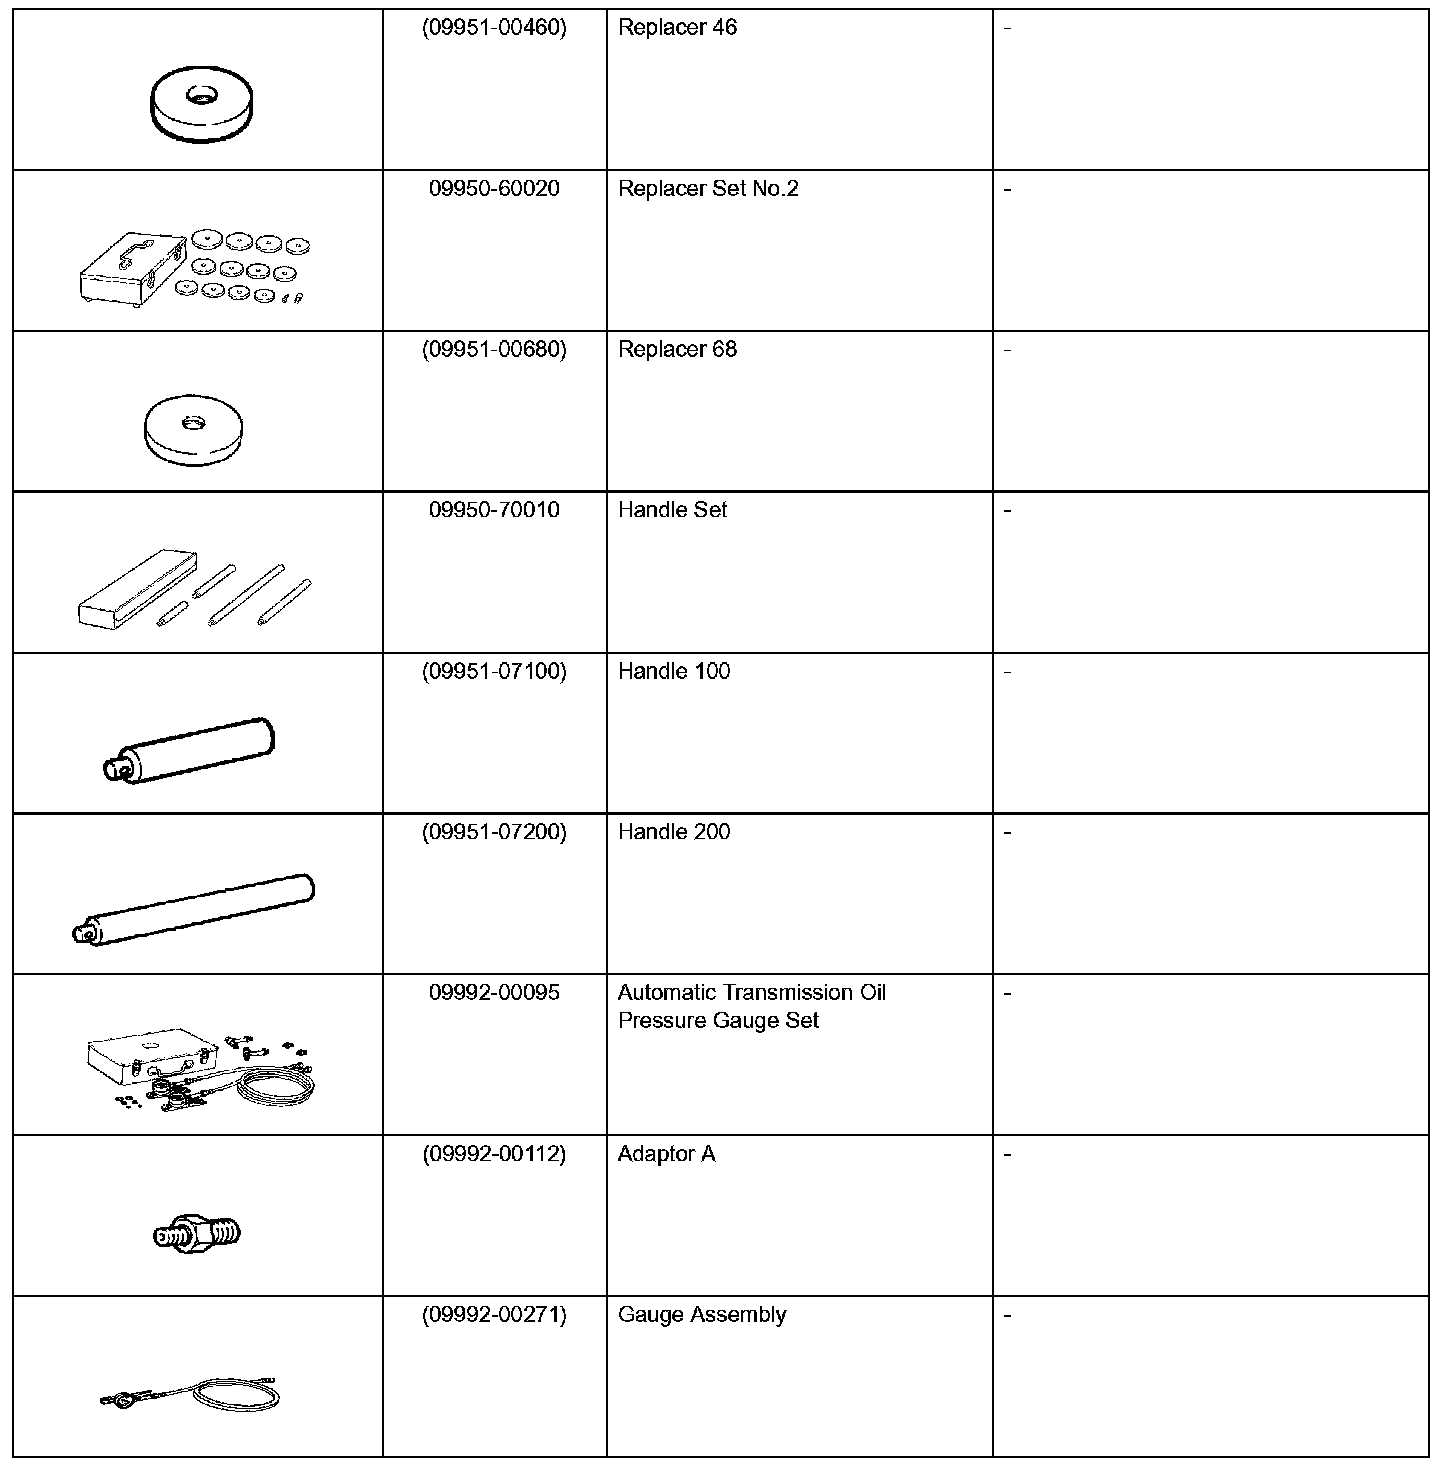 (09951-00460) Replacer 46 -
09950-60020 Replacer Set No.2 -
(09951-00680) Replacer 68 -
09950-70010 Handle Set -
(09951-07100) Handle 100 -
(09951-07200) Handle 200 -
09992-00095 Automatic Transmission Oil -
Pressure Gauge Set
(09992-00112) Adaptor A -
(09992-00271) Gauge Assembly -